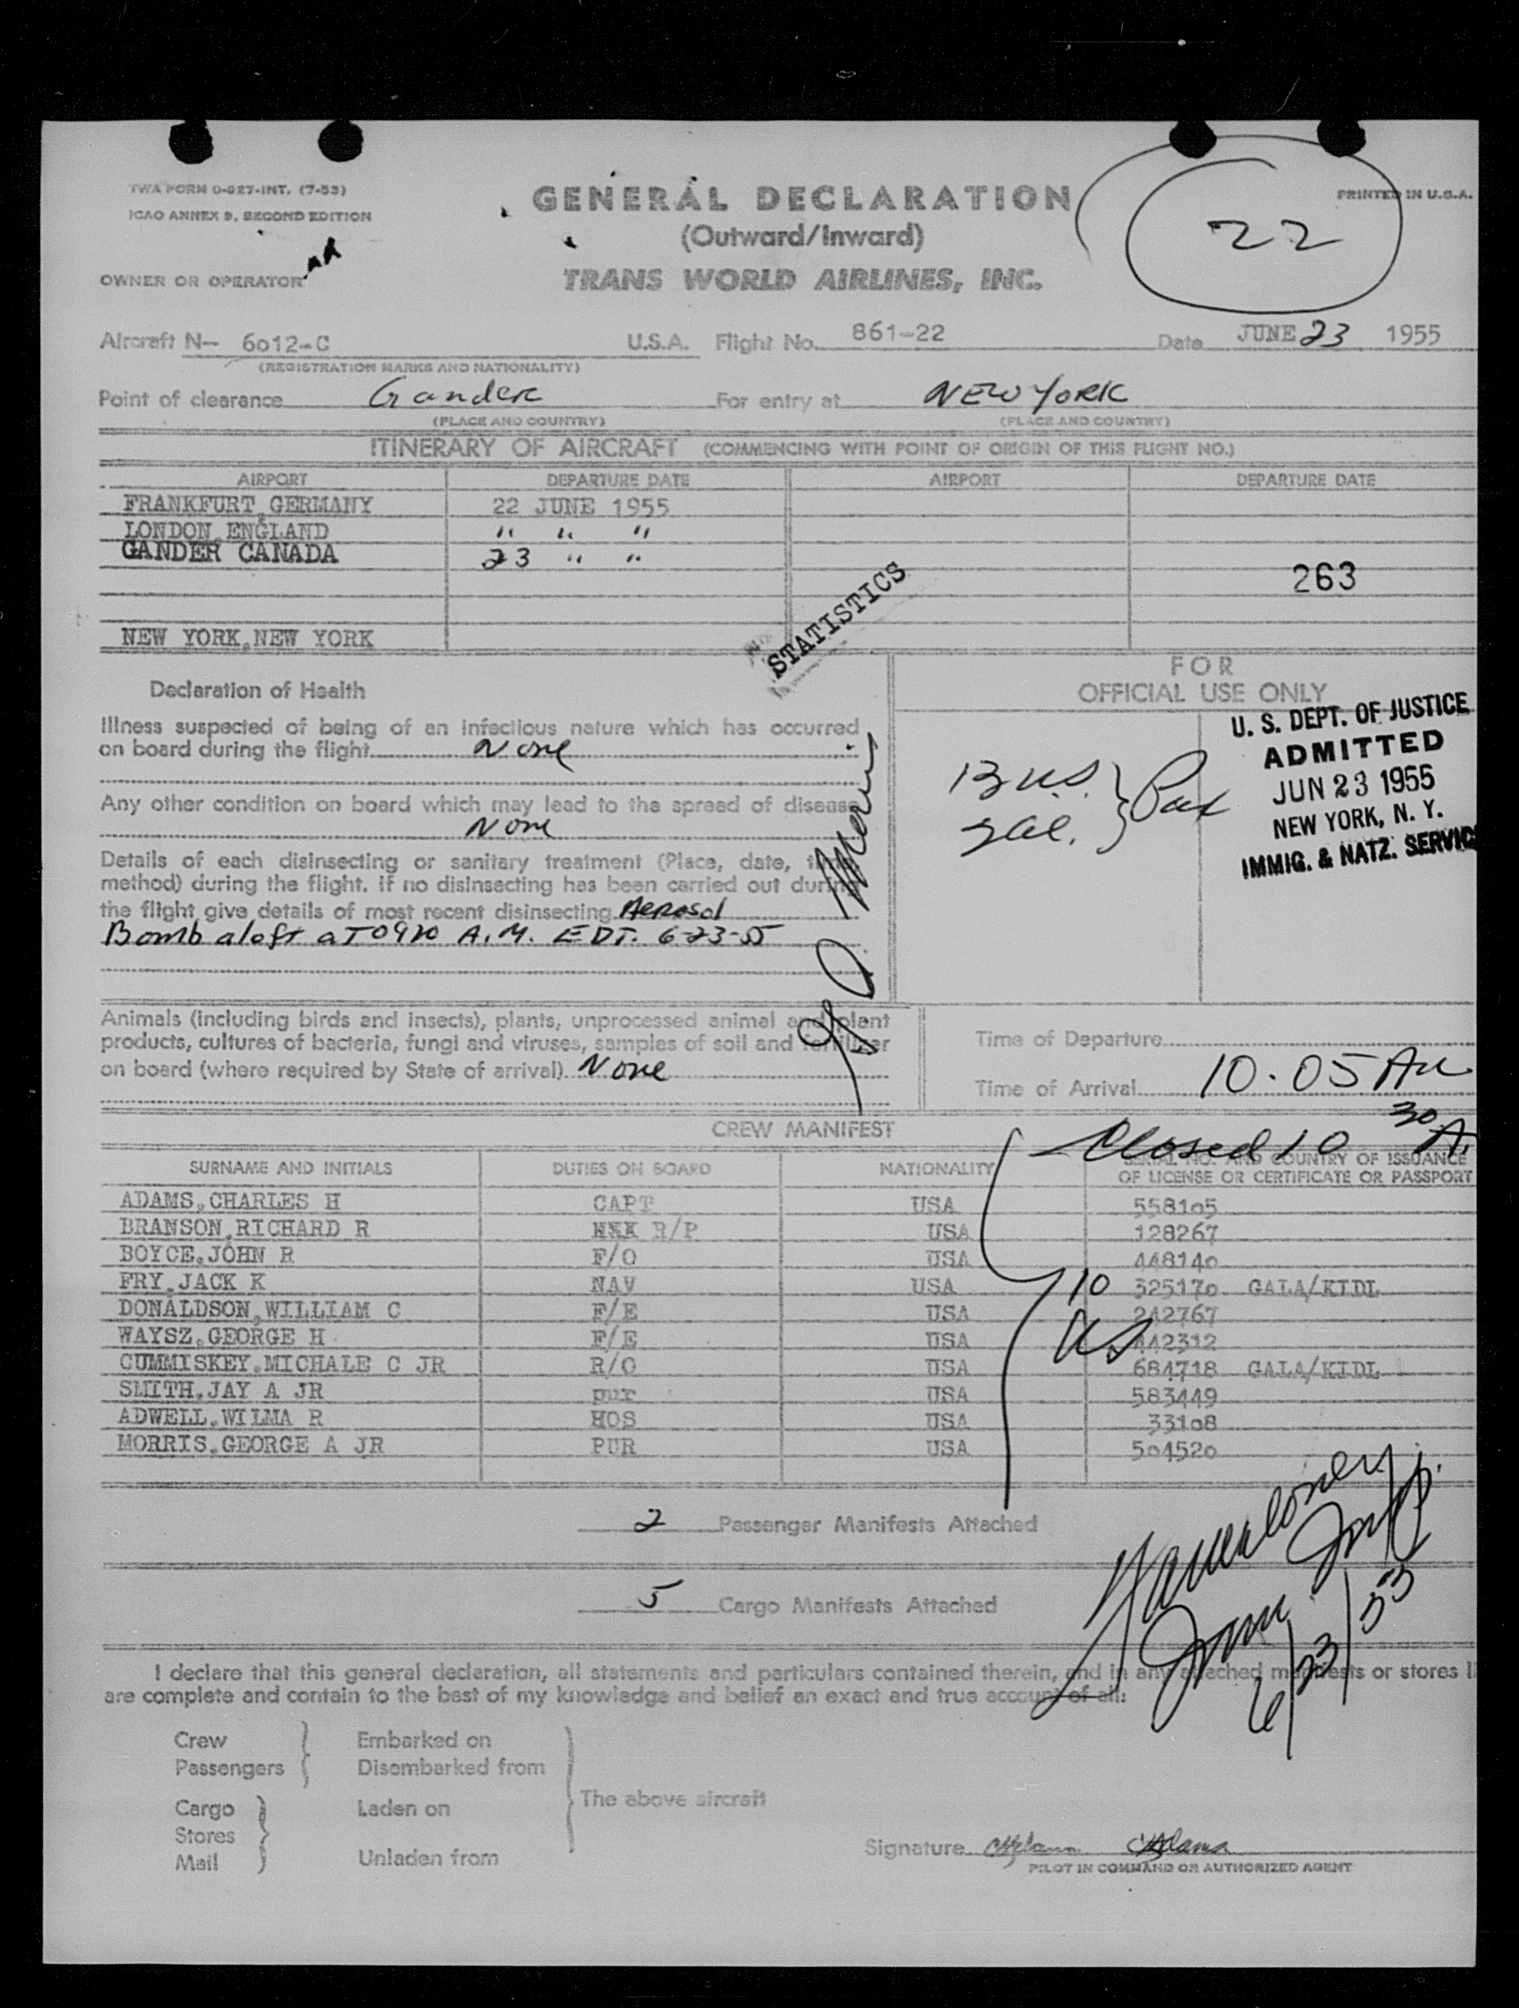 TWA FORM O-927-INT. (7-53)
ICAO ANNEX 9, SECOND EDITION
GENERAL DECLARATION
(Outward/Inward)
TRANS WORLD AIRLINES, INC.
PRINTED IN U.S.A.
22
OWNER OR OPERATOR
Aircraft N- 6012-C U.S.A. Flight No. 861-22 Date JUNE 23 1955
(REGISTRATION MARKS AND NATIONALITY)
Point of clearance Gander For entry at NEW YORK
(PLACE AND COUNTRY) (PLACE AND COUNTRY)
ITINERARY OF AIRCRAFT (COMMENCING WITH POINT OF ORIGIN OF THIS FLIGHT NO.)
AIRPORT DEPARTURE DATE AIRPORT DEPARTURE DATE
FRANKFURT, GERMANY 22 JUNE 1955
LONDON, ENGLAND " " "
GANDER CANADA 23 " "
263
NEW YORK, NEW YORK
STATISTICS
Declaration of Health
FOR
OFFICIAL USE ONLY
Illness suspected of being of an infectious nature which has occurred
on board during the flight None
Any other condition on board which may lead to the spread of disease
None
Details of each disinsecting or sanitary treatment (Place, date, time
method) during the flight. If no disinsecting has been carried out during
the flight give details of most recent disinsecting Aerosol
Bomb aloft aT 0920 A.M. EDT. 6-23-55
13 U.S. } Pax
2 al.
U. S. DEPT. OF JUSTICE
ADMITTED
JUN 23 1955
NEW YORK, N. Y.
IMMIG. & NATZ. SERVICE
Animals (including birds and insects), plants, unprocessed animal and plant
products, cultures of bacteria, fungi and viruses, samples of soil and fertilizer
on board (where required by State of arrival) None
Time of Departure
Time of Arrival 10.05 AM
Closed 10 30 A.
CREW MANIFEST
SURNAME AND INITIALS DUTIES ON BOARD NATIONALITY SERIAL NO. AND COUNTRY OF ISSUANCE
OF LICENSE OR CERTIFICATE OR PASSPORT
ADAMS, CHARLES H CAPT USA 558105
BRANSON, RICHARD R R/P USA 128267
BOYCE, JOHN R F/O USA 448140
FRY, JACK K NAV USA 325170 GALA/KIDL
DONALDSON, WILLIAM C F/E USA 242767
WAYSZ, GEORGE H F/E USA 442312
CUMMISKEY, MICHALE C JR R/O USA 684718 GALA/KIDL
SMITH, JAY A JR pur USA 583449
ADWELL, WILMA R HOS USA 33108
MORRIS, GEORGE A JR PUR USA 504520
10
US
2 Passenger Manifests Attached
5 Cargo Manifests Attached
6/23/55
I declare that this general declaration, all statements and particulars contained therein, and in any attached manifests or stores li
are complete and contain to the best of my knowledge and belief an exact and true account of all:
Crew Embarked on
Passengers Disembarked from
The above aircraft
Cargo Laden on
Stores
Mail Unladen from
Signature CHAdams CHAdams
PILOT IN COMMAND OR AUTHORIZED AGENT